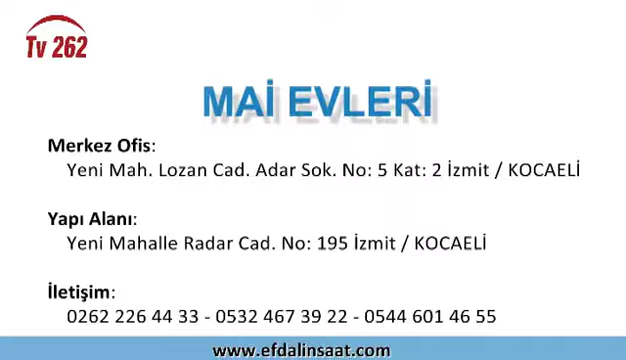 Tv 262
MAİ EVLERİ
Merkez Ofis:
Yeni Mah. Lozan Cad. Adar Sok. No: 5 Kat: 2 İzmit / KOCAELİ
Yapı Alanı:
Yeni Mahalle Radar Cad. No: 195 İzmit / KOCAELİ
İletişim:
0262 226 44 33 - 0532 467 39 22 - 0544 601 46 55
www.efdalinsaat.com